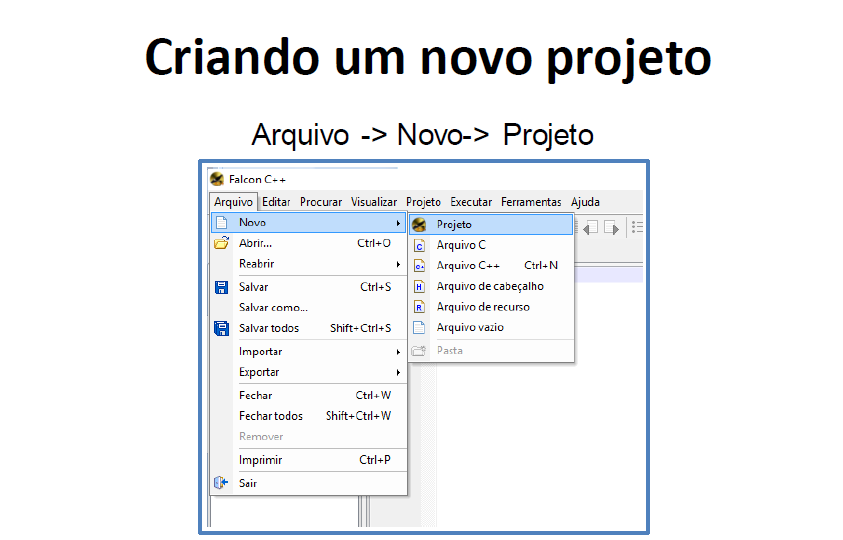 Criando um novo projeto
Arquivo -> Novo-> Projeto
Falcon C++
Arquivo Editar Procurar Visualizar Projeto Executar Ferramentas Ajuda
Novo
Abrir... Ctrl+O
Reabrir
Salvar Ctrl+S
Salvar como...
Salvar todos Shift+Ctrl+S
Importar
Exportar
Fechar Ctrl+W
Fechar todos Shift+Ctrl+W
Remover
Imprimir Ctrl+P
Sair
Projeto
Arquivo C
Arquivo C++ Ctrl+N
Arquivo de cabeçalho
Arquivo de recurso
Arquivo vazio
Pasta